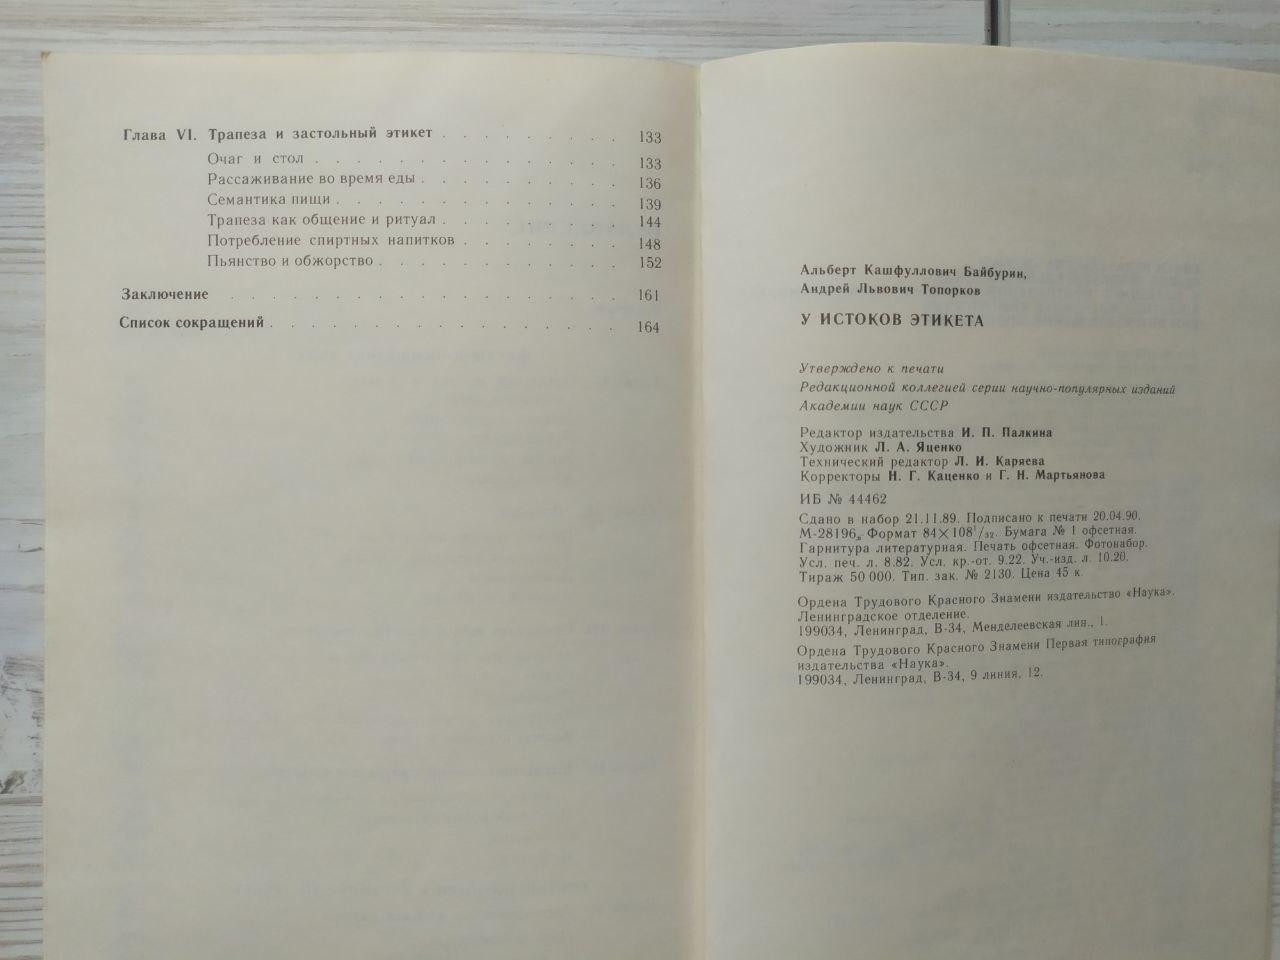 Глава VI. Трапеза и застольный этикет . . . . . . . . . 133
Очаг и стол . . . . . . . . . . . . . . 133
Рассаживание во время еды . . . . . . . . . . 136
Семантика пищи . . . . . . . . . . . . . 139
Трапеза как общение и ритуал . . . . . . . . . 144
Потребление спиртных напитков . . . . . . . . 148
Пьянство и обжорство . . . . . . . . . . . . 152
Заключение . . . . . . . . . . . . . . . . . . . 161
Список сокращений . . . . . . . . . . . . . . . . . 164
Альберт Кашфуллович Байбурин,
Андрей Львович Топорков
У ИСТОКОВ ЭТИКЕТА
Утверждено к печати
Редакционной коллегией серии научно-популярных изданий
Академии наук СССР
Редактор издательства И. П. Палкина
Художник Л. А. Яценко
Технический редактор Л. И. Каряева
Корректоры Н. Г. Каценко и Г. Н. Мартьянова
ИБ № 44462
Сдано в набор 21.11.89. Подписано к печати 20.04.90.
М-28196. Формат 84×108¹/₃₂. Бумага № 1 офсетная.
Гарнитура литературная. Печать офсетная. Фотонабор.
Усл. печ. л. 8.82. Усл. кр.-от. 9.22. Уч.-изд. л. 10.20.
Тираж 50 000. Тип. зак. № 2130. Цена 45 к.
Ордена Трудового Красного Знамени издательство «Наука».
Ленинградское отделение.
199034, Ленинград, В-34, Менделеевская лин., 1.
Ордена Трудового Красного Знамени Первая типография
издательства «Наука».
199034, Ленинград, В-34, 9 линия, 12.